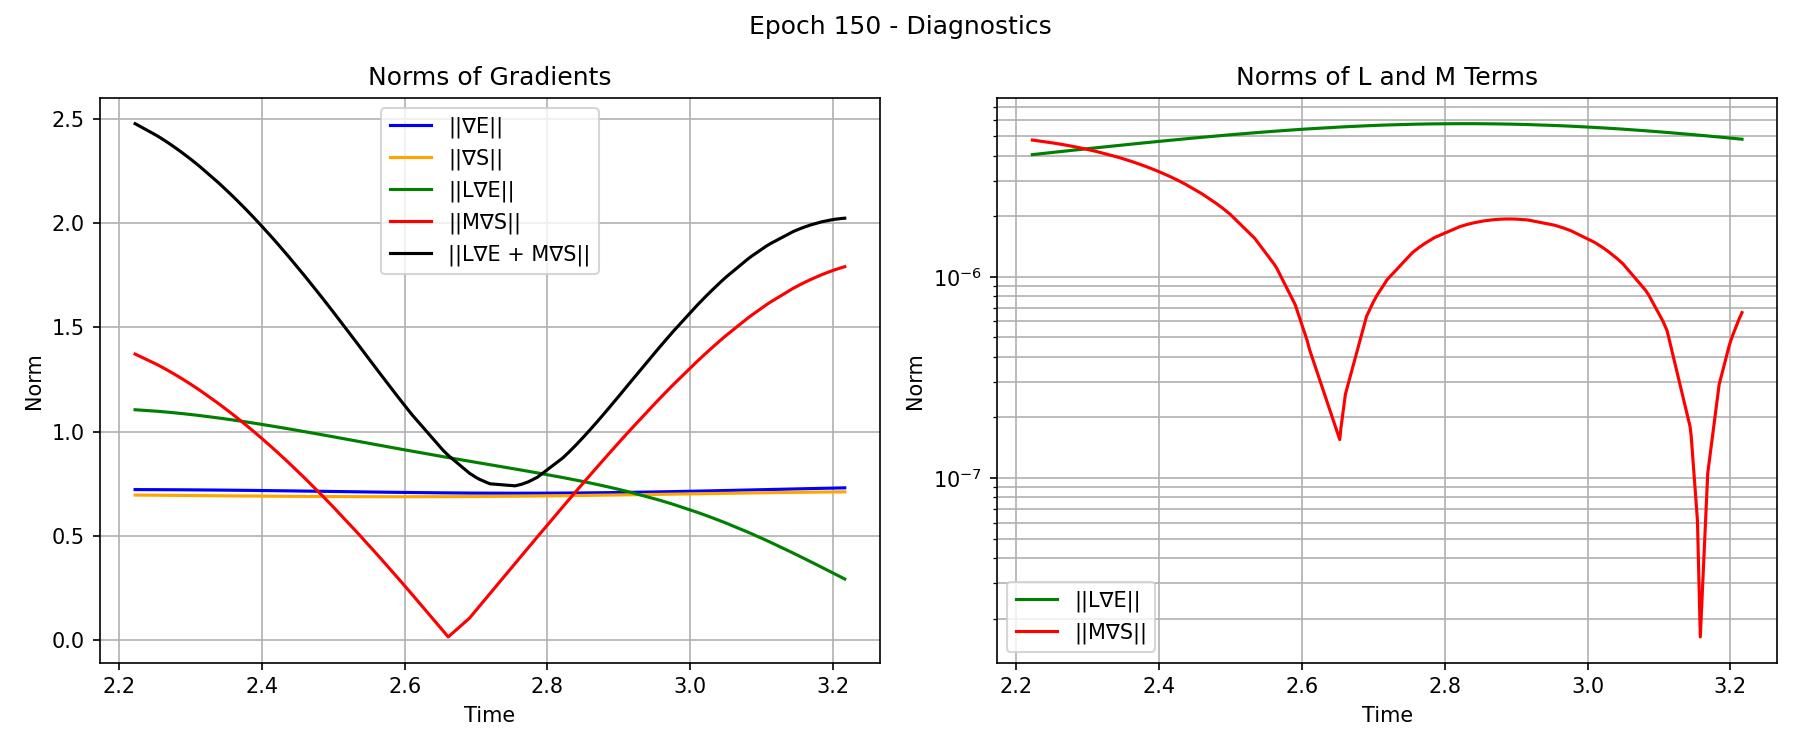 Epoch 150 - Diagnostics
Norms of Gradients
Norm
2.5
2.0
1.5
1.0
0.5
0.0
||∇E||
||∇S||
||L∇E||
||M∇S||
||L∇E + M∇S||
2.2 2.4 2.6 2.8 3.0 3.2
Time
Norms of L and M Terms
Norm
10⁻⁶
10⁻⁷
||L∇E||
||M∇S||
2.2 2.4 2.6 2.8 3.0 3.2
Time